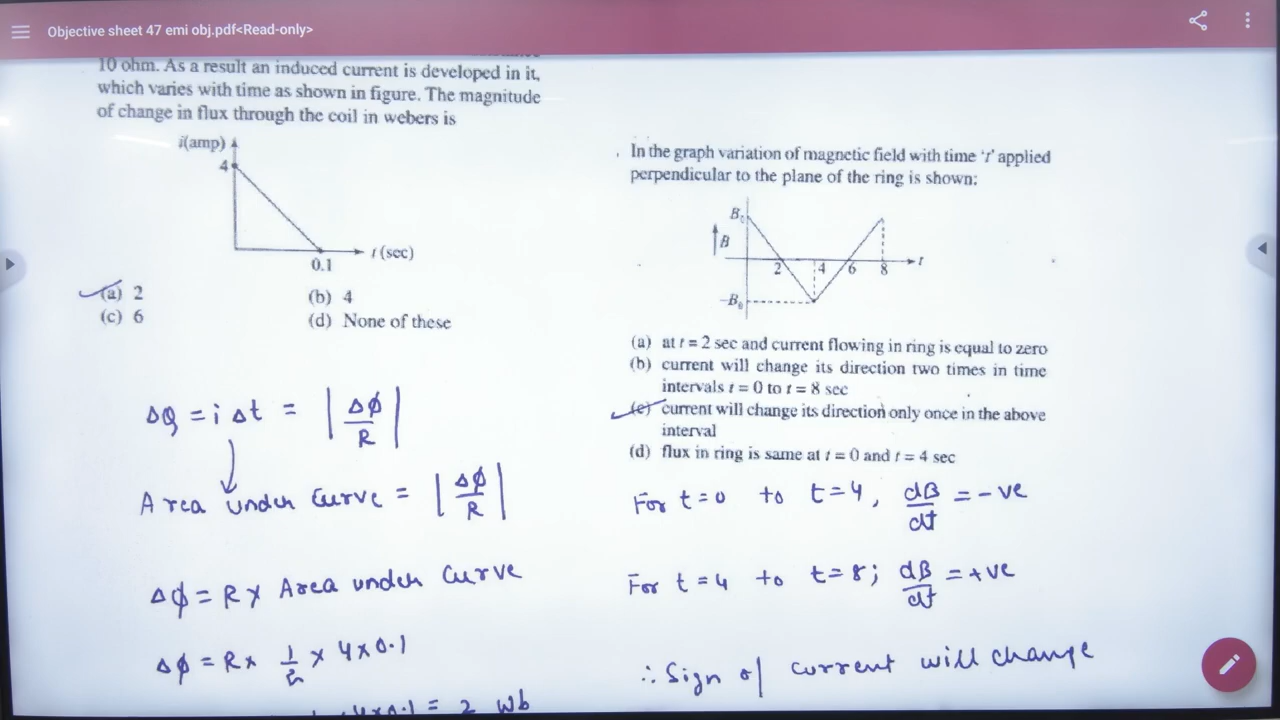 Objective sheet 47 emi obj.pdf<Read-only>
10 ohm. As a result an induced current is developed in it,
which varies with time as shown in figure. The magnitude
of change in flux through the coil in webers is
i(amp)
4
t (sec)
0.1
(a) 2
(b) 4
(c) 6
(d) None of these
ΔQ = i Δt = |Δϕ/R|
Area under Curve = |Δϕ/R|
Δϕ = R x Area under Curve
Δϕ = R x 1/2 x 4 x 0.1
4x0.1 = 2 Wb
In the graph variation of magnetic field with time 't' applied
perpendicular to the plane of the ring is shown:
B₀
B
2 4 6 8 t
-B₀
(a) at t = 2 sec and current flowing in ring is equal to zero
(b) current will change its direction two times in time
intervals t = 0 to t = 8 sec
(c) current will change its direction only once in the above
interval
(d) flux in ring is same at t = 0 and t = 4 sec
For t=0 to t=4, dB/dt = -ve
For t=4 to t=8; dB/dt = +ve
∴ Sign of current will change